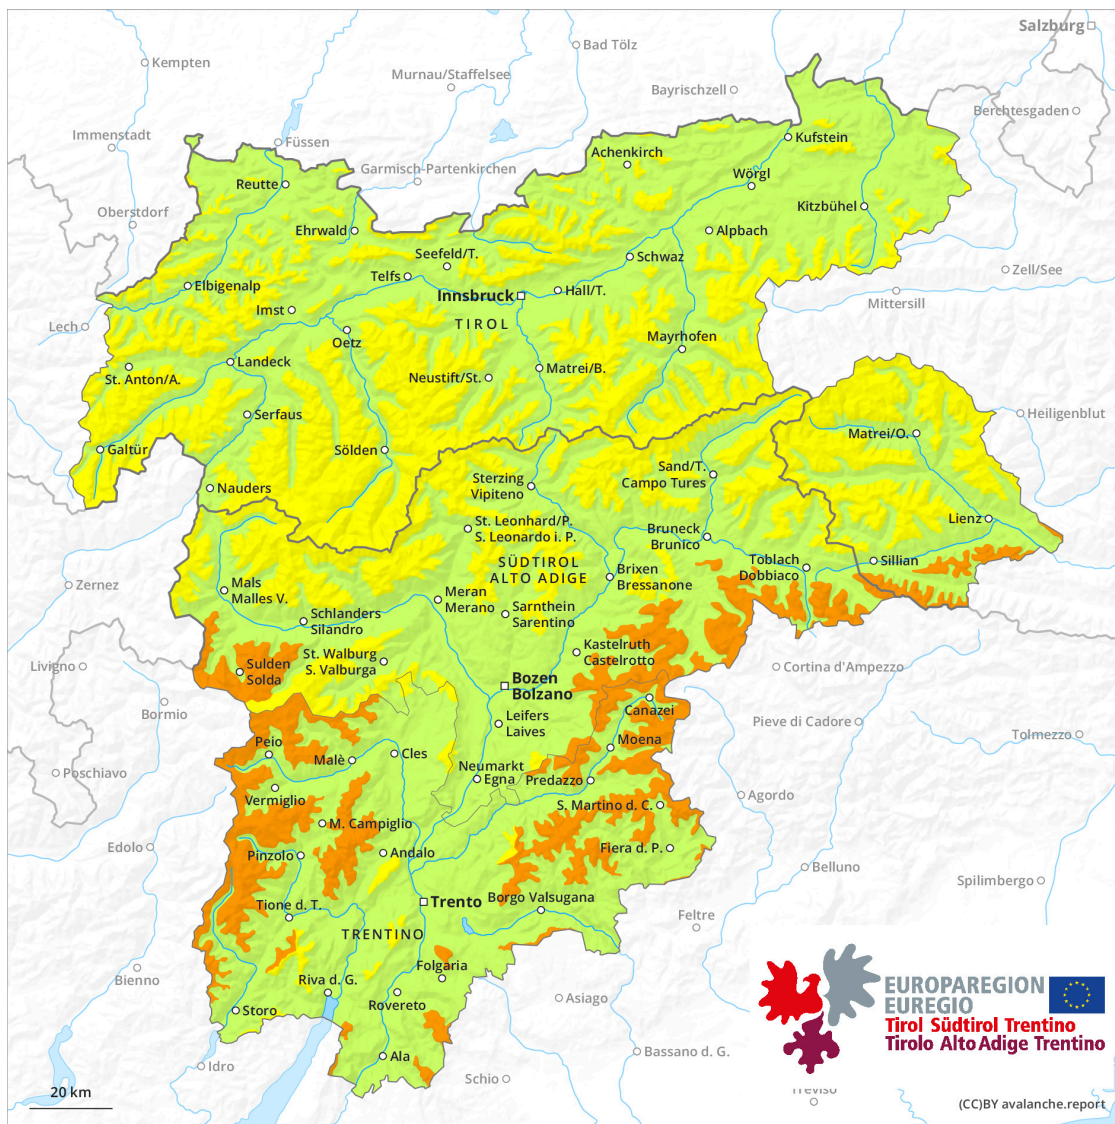 Salzburg
Bad Tölz
Kempten
Murnau/Staffelsee
Bayrischzell
Berchtesgaden
Immenstadt
Füssen
Kufstein
Achenkirch
Garmisch-Partenkirchen
Wörgl
Reutte
Kitzbühel
Oberstdorf
Ehrwald
Alpbach
Seefeld/T.
Schwaz
Telfs
Zell/See
Elbigenalp
Innsbruck
Hall/T.
Mittersill
Imst
TIROL
Lech
Oetz
Mayrhofen
Landeck
Matrei/B.
St. Anton/A.
Neustift/St.
Serfaus
Heiligenblut
Matrei/O.
Galtür
Sölden
Sand/T.
Campo Tures
Sterzing
Vipiteno
Nauders
Lienz
St. Leonhard/P.
S. Leonardo i. P.
Bruneck
Brunico
SÜDTIROL
ALTO ADIGE
Toblach
Dobbiaco
Sillian
Zernez
Mals
Malles V.
Brixen
Bressanone
Meran
Merano
Sarnthein
Sarentino
Schlanders
Silandro
Kastelruth
Castelrotto
St. Walburg
S. Valburga
Livigno
Sulden
Solda
Cortina d'Ampezzo
Bozen
Bolzano
Bormio
Canazei
Leifers
Laives
Pieve di Cadore
Tolmezzo
Peio
Moena
Cles
Malè
Neumarkt
Egna
Poschiavo
Predazzo
Vermiglio
Agordo
S. Martino d. C.
M. Campiglio
Edolo
Fiera d. P.
Andalo
Pinzolo
Belluno
Spilimbergo
Borgo Valsugana
Trento
Tione d. T.
Feltre
TRENTINO
Folgaria
Bienno
Riva d. G.
EUROPAREGION
EUREGIO
Tirol Südtirol Trentino
Tirolo Alto Adige Trentino
Rovereto
Asiago
Storo
Bassano d. G.
Ala
Idro
Schio
20 km
Treviso
(CC)BY avalanche.report